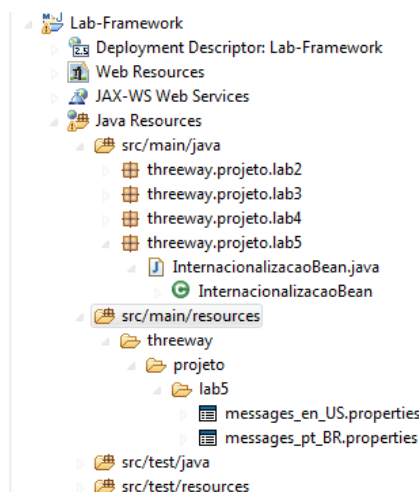 Lab-Framework
Deployment Descriptor: Lab-Framework
Web Resources
JAX-WS Web Services
Java Resources
src/main/java
threeway.projeto.lab2
threeway.projeto.lab3
threeway.projeto.lab4
threeway.projeto.lab5
InternacionalizacaoBean.java
InternacionalizacaoBean
src/main/resources
threeway
projeto
lab5
messages_en_US.properties
messages_pt_BR.properties
src/test/java
src/test/resources